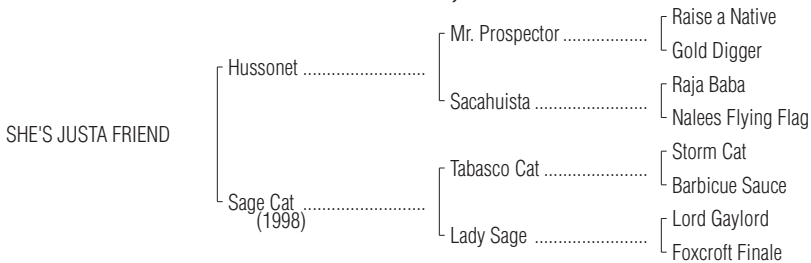 Raise a Native
Mr. Prospector ....................
Gold Digger
Hussonet .............................
Raja Baba
Sacahuista ...........................
Nalees Flying Flag
SHE'S JUSTA FRIEND
Storm Cat
Tabasco Cat ........................
Barbicue Sauce
Sage Cat .............................
(1998)
Lord Gaylord
Lady Sage ...........................
Foxcroft Finale